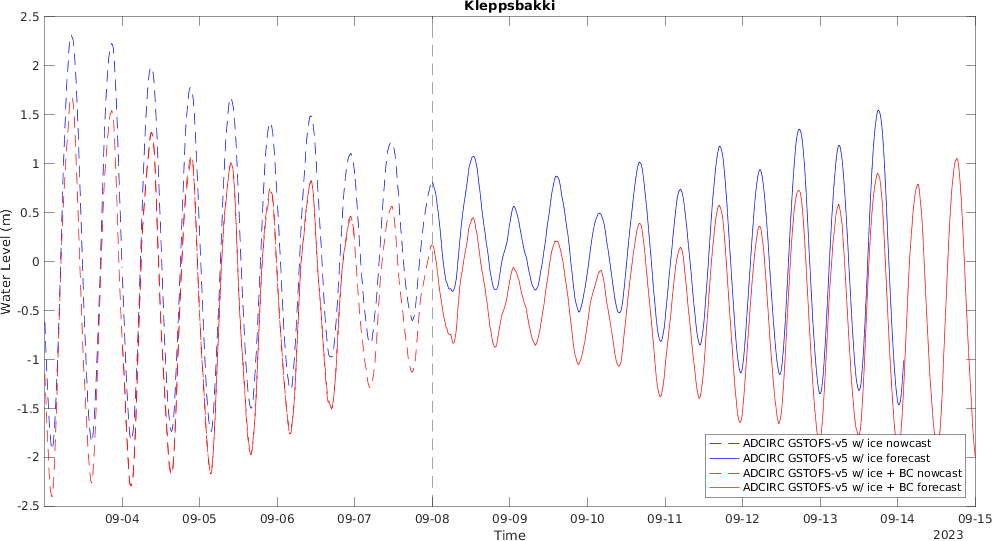 Kleppsbakki
2.5
2
1.5
1
0.5
0
-0.5
-1
-1.5
-2
-2.5
Water Level (m)
09-04 09-05 09-06 09-07 09-08 09-09 09-10 09-11 09-12 09-13 09-14 09-15
Time
2023
ADCIRC GSTOFS-v5 w/ ice nowcast
ADCIRC GSTOFS-v5 w/ ice forecast
ADCIRC GSTOFS-v5 w/ ice + BC nowcast
ADCIRC GSTOFS-v5 w/ ice + BC forecast